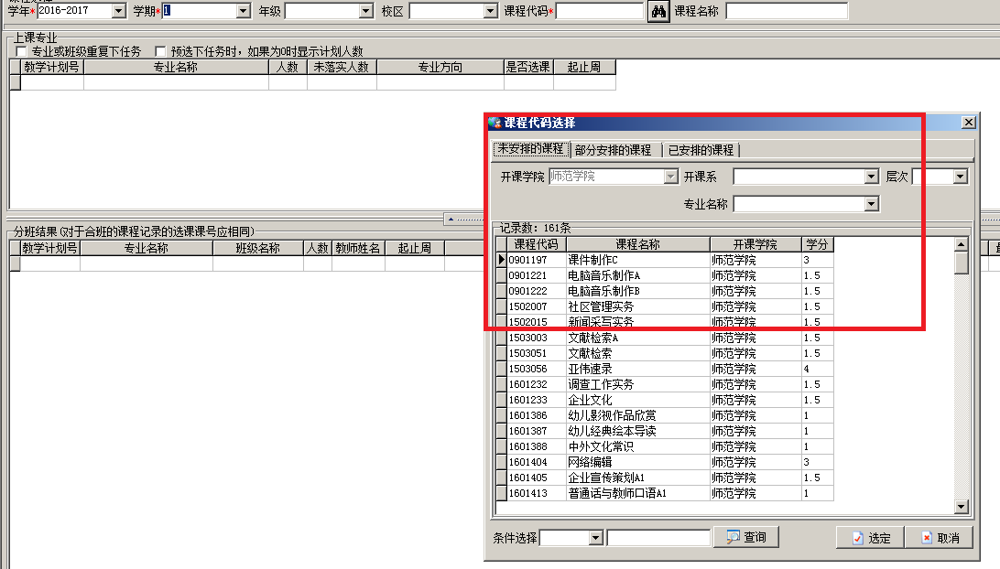 学年* 2016-2017 学期* 1 年级 校区 课程代码* 课程名称
上课专业
专业或班级重复下任务 预选下任务时，如果为0时显示计划人数
教学计划号 专业名称 人数 未落实人数 专业方向 是否选课 起止周
分班结果(对于合班的课程记录的选课课号应相同)
教学计划号 专业名称 班级名称 人数 教师姓名 起止周
课程代码选择
未安排的课程 部分安排的课程 已安排的课程
开课学院 师范学院 开课系 层次
专业名称
记录数: 161条
课程代码 课程名称 开课学院 学分
0901197 课件制作C 师范学院 3
0901221 电脑音乐制作A 师范学院 1.5
0901222 电脑音乐制作B 师范学院 1.5
1502007 社区管理实务 师范学院 1.5
1502015 新闻采写实务 师范学院 1.5
1503003 文献检索A 师范学院 1.5
1503051 文献检索 师范学院 1.5
1503056 亚伟速录 师范学院 4
1601232 调查工作实务 师范学院 1.5
1601233 企业文化 师范学院 1.5
1601386 幼儿影视作品欣赏 师范学院 1
1601387 幼儿经典绘本导读 师范学院 1
1601388 中外文化常识 师范学院 1
1601404 网络编辑 师范学院 3
1601405 企业宣传策划A1 师范学院 1.5
1601413 普通话与教师口语A1 师范学院 1
条件选择 查询 选定 取消